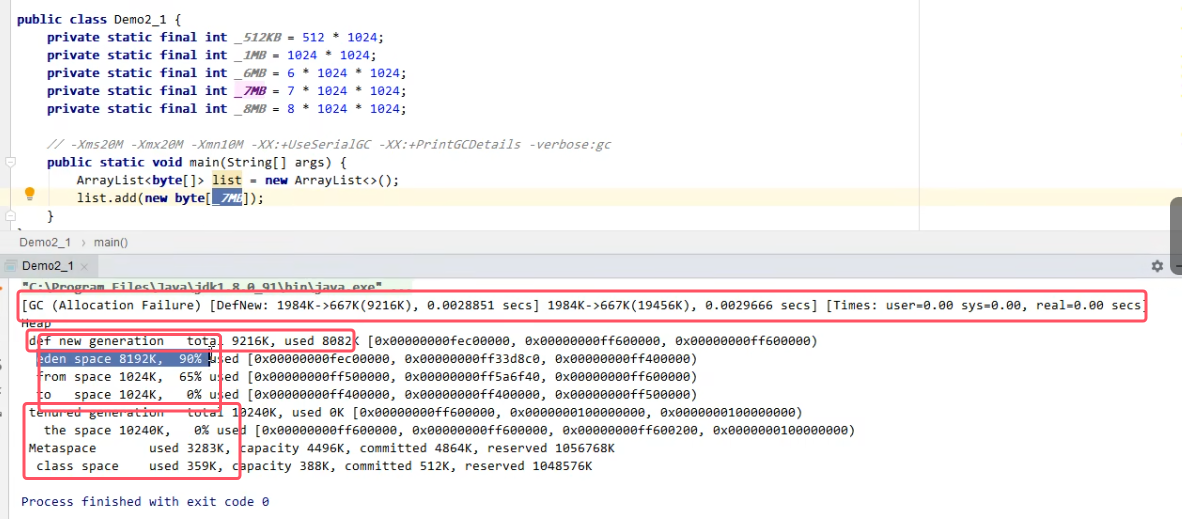 public class Demo2_1 {
private static final int _512KB = 512 * 1024;
private static final int _1MB = 1024 * 1024;
private static final int _6MB = 6 * 1024 * 1024;
private static final int _7MB = 7 * 1024 * 1024;
private static final int _8MB = 8 * 1024 * 1024;
// -Xms20M -Xmx20M -Xmn10M -XX:+UseSerialGC -XX:+PrintGCDetails -verbose:gc
public static void main(String[] args) {
ArrayList<byte[]> list = new ArrayList<>();
list.add(new byte[_7MB]);
}
Demo2_1 › main()
Demo2_1 ×
"C:\Program Files\Java\jdk1.8.0_91\bin\java.exe" ...
[GC (Allocation Failure) [DefNew: 1984K->667K(9216K), 0.0028851 secs] 1984K->667K(19456K), 0.0029666 secs] [Times: user=0.00 sys=0.00, real=0.00 secs]
Heap
def new generation   total 9216K, used 8082K [0x00000000fec00000, 0x00000000ff600000, 0x00000000ff600000)
eden space 8192K,  90% used [0x00000000fec00000, 0x00000000ff33d8c0, 0x00000000ff400000)
from space 1024K,  65% used [0x00000000ff500000, 0x00000000ff5a6f40, 0x00000000ff600000)
to   space 1024K,   0% used [0x00000000ff400000, 0x00000000ff400000, 0x00000000ff500000)
tenured generation   total 10240K, used 0K [0x00000000ff600000, 0x0000000100000000, 0x0000000100000000)
the space 10240K,   0% used [0x00000000ff600000, 0x00000000ff600000, 0x00000000ff600200, 0x0000000100000000)
Metaspace       used 3283K, capacity 4496K, committed 4864K, reserved 1056768K
class space    used 359K, capacity 388K, committed 512K, reserved 1048576K
Process finished with exit code 0